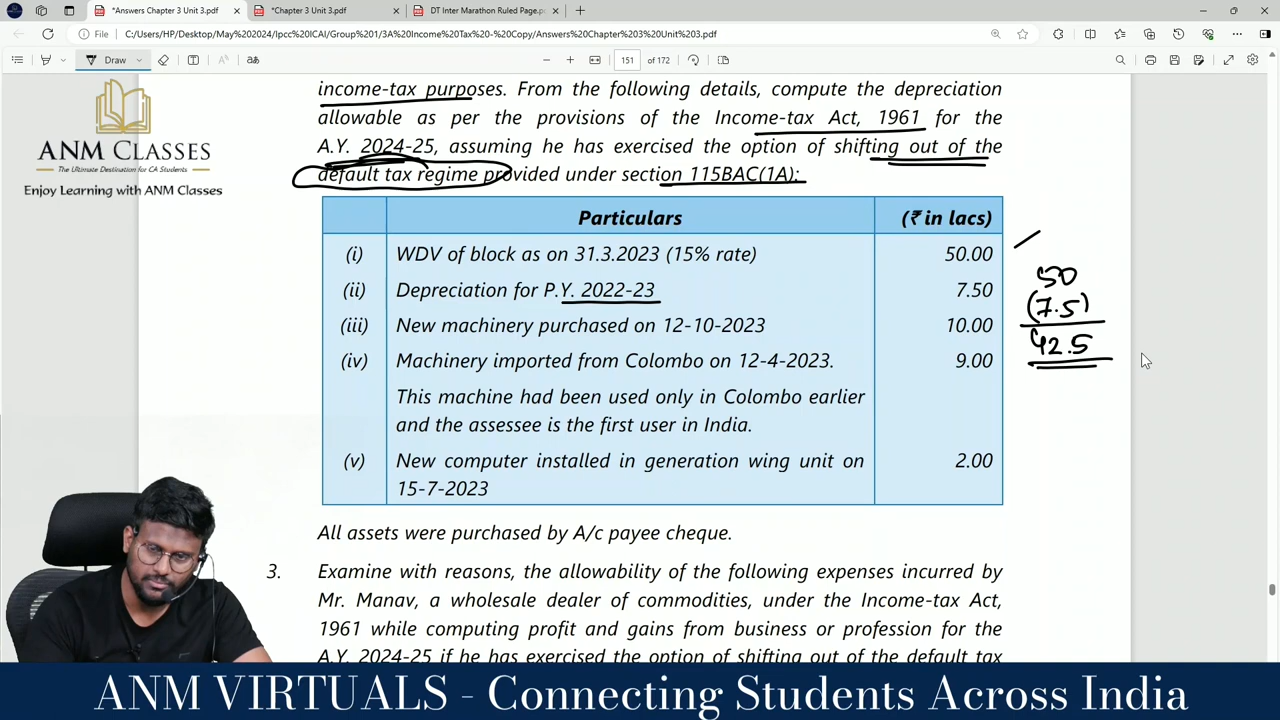 *Answers Chapter 3 Unit 3.pdf
*Chapter 3 Unit 3.pdf
DT Inter Marathon Ruled Page.pc
File
C:/Users/HP/Desktop/May%202024/Ipcc%20ICAI/Group%201/3A%20Income%20Tax%20-%20Copy/Answers%20Chapter%203%20Unit%203.pdf
Draw
151 of 172
income-tax purposes. From the following details, compute the depreciation
allowable as per the provisions of the Income-tax Act, 1961 for the
A.Y. 2024-25, assuming he has exercised the option of shifting out of the
default tax regime provided under section 115BAC(1A):
ANM CLASSES
The Ultimate Destination for CA Students
Enjoy Learning with ANM Classes
Particulars (₹ in lacs)
(i) WDV of block as on 31.3.2023 (15% rate) 50.00
(ii) Depreciation for P.Y. 2022-23 7.50
(iii) New machinery purchased on 12-10-2023 10.00
(iv) Machinery imported from Colombo on 12-4-2023. 9.00
This machine had been used only in Colombo earlier
and the assessee is the first user in India.
(v) New computer installed in generation wing unit on 2.00
15-7-2023
50
(7.5)
42.5
All assets were purchased by A/c payee cheque.
3. Examine with reasons, the allowability of the following expenses incurred by
Mr. Manav, a wholesale dealer of commodities, under the Income-tax Act,
1961 while computing profit and gains from business or profession for the
A.Y. 2024-25 if he has exercised the option of shifting out of the default tax
ANM VIRTUALS - Connecting Students Across India